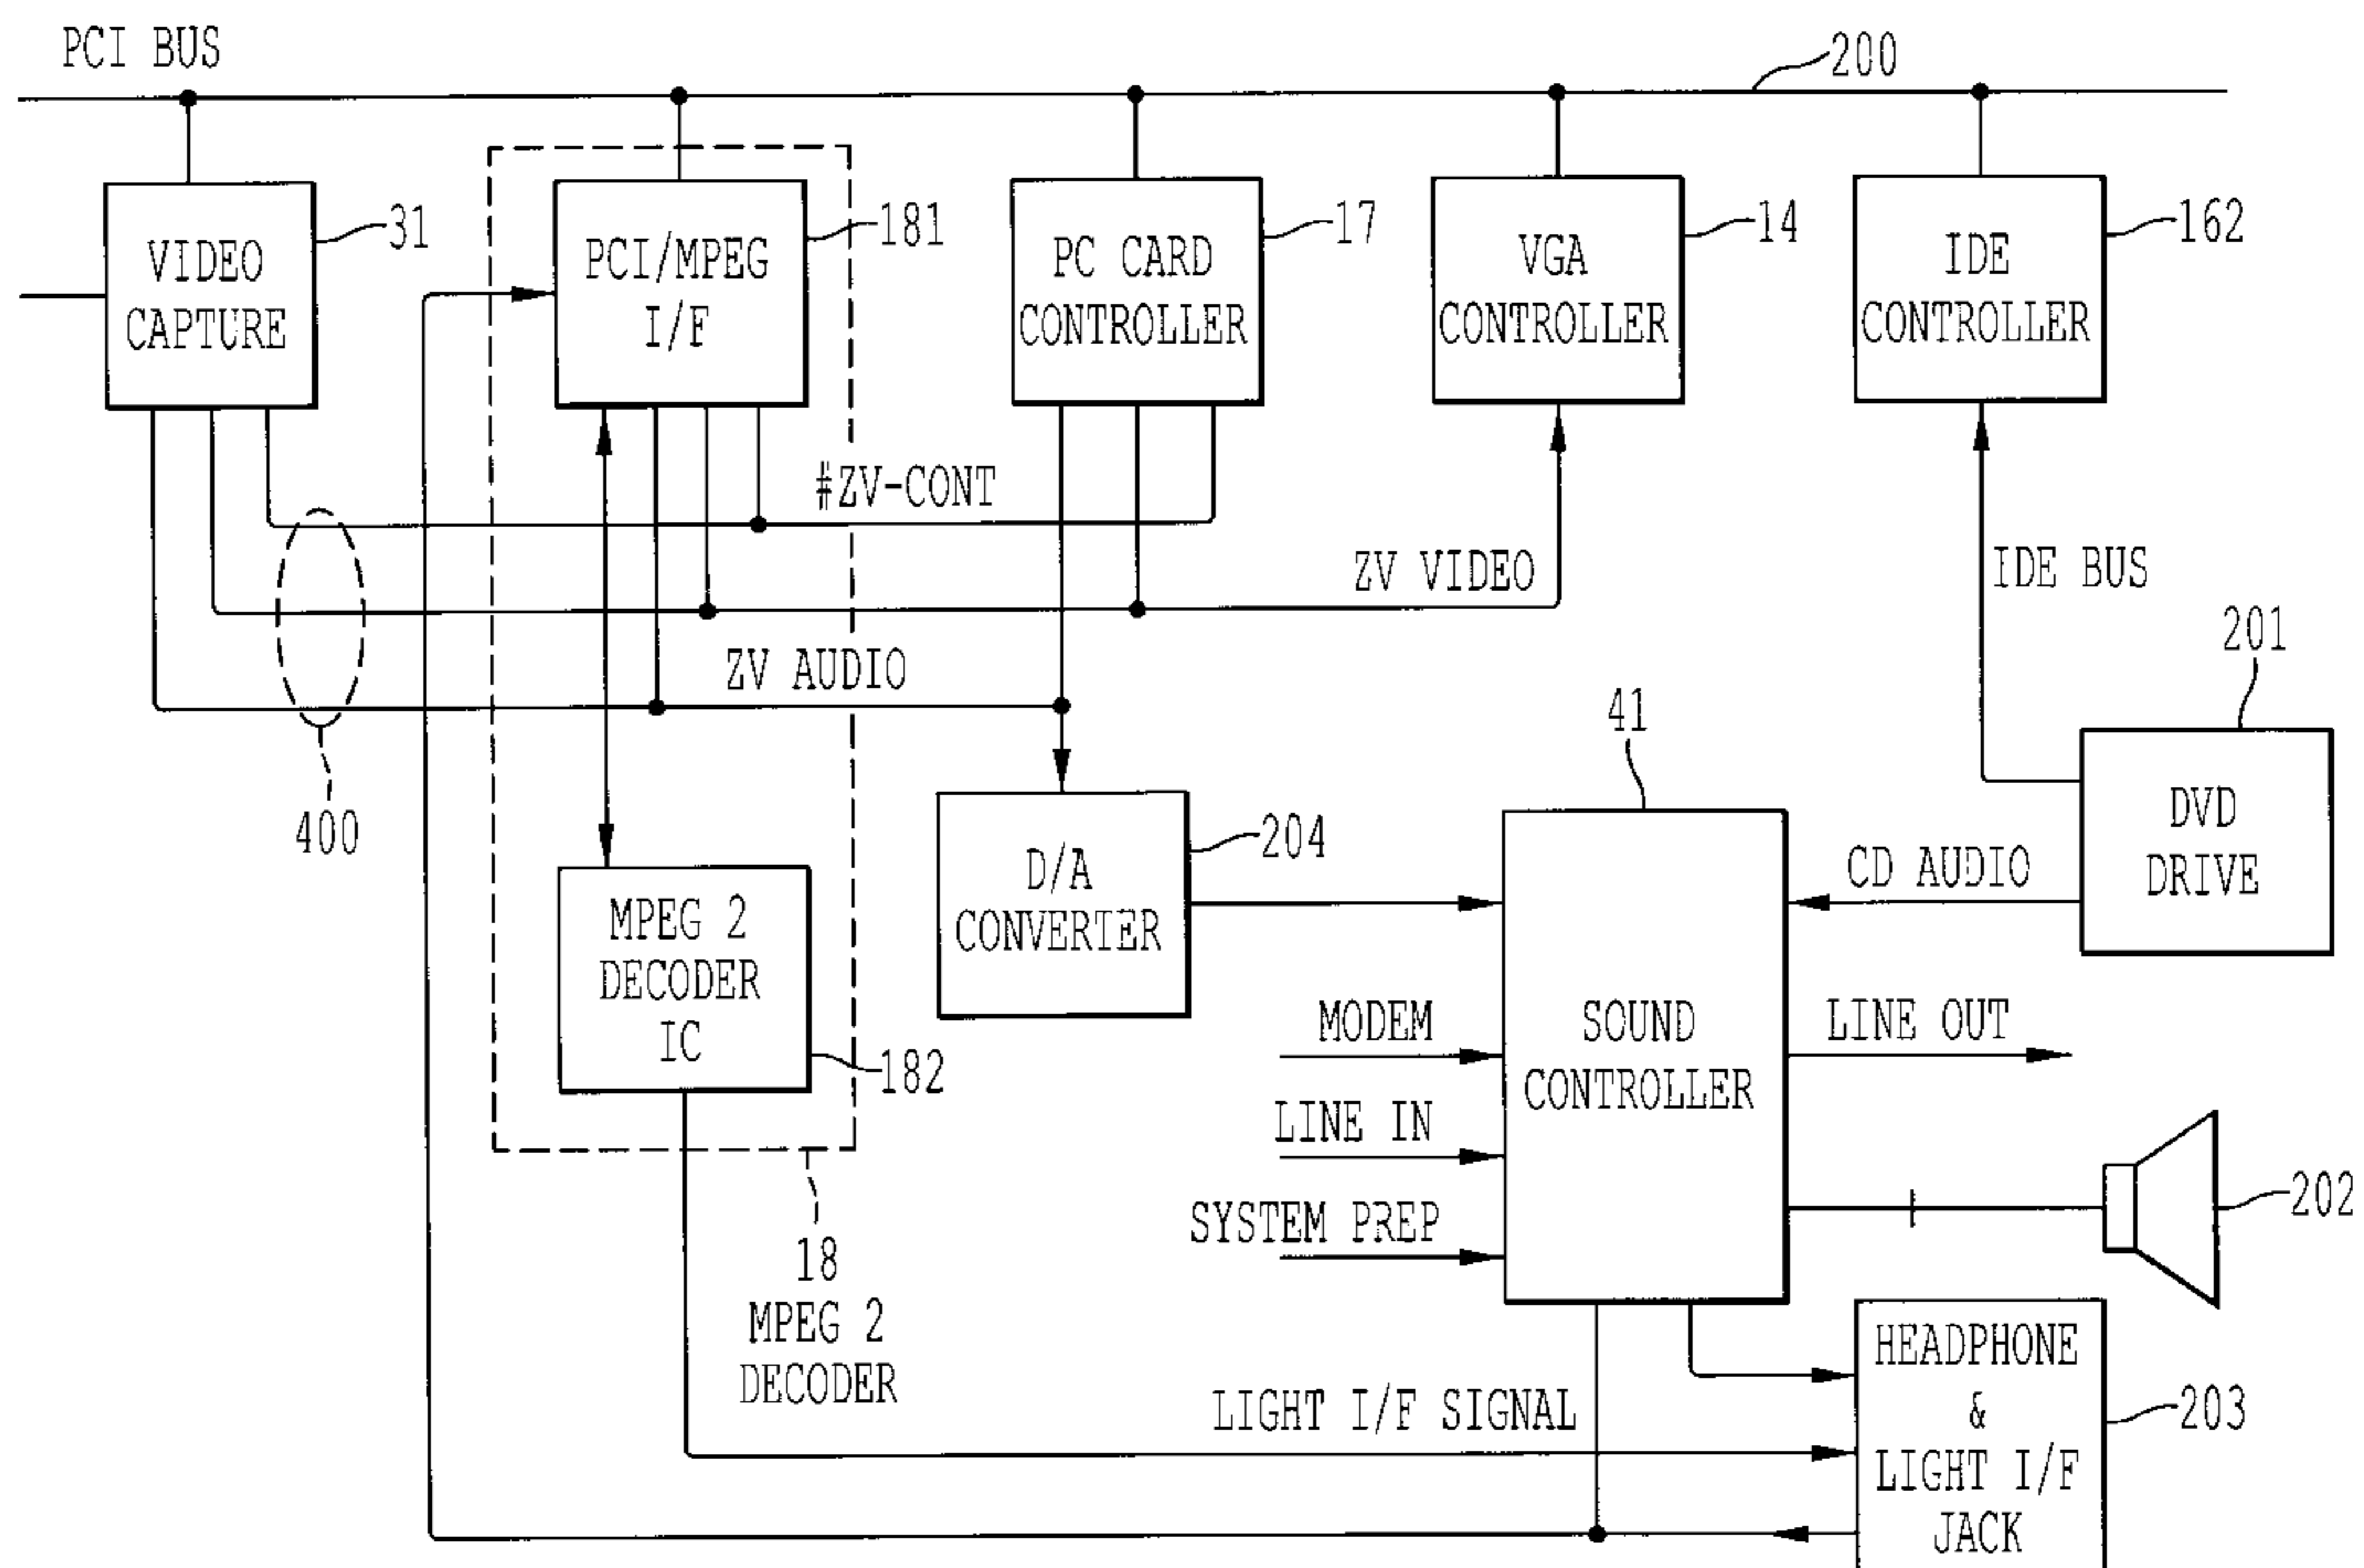 PCI BUS
200
VIDEO
CAPTURE
31
PCI/MPEG
I/F
181
PC CARD
CONTROLLER
17
VGA
CONTROLLER
14
IDE
CONTROLLER
162
#ZV-CONT
ZV VIDEO
IDE BUS
ZV AUDIO
400
201
41
DVD
DRIVE
D/A
CONVERTER
204
CD AUDIO
MPEG 2
DECODER
IC
182
MODEM
LINE IN
SYSTEM PREP
SOUND
CONTROLLER
LINE OUT
202
18
MPEG 2
DECODER
LIGHT I/F SIGNAL
HEADPHONE
&
LIGHT I/F
JACK
203